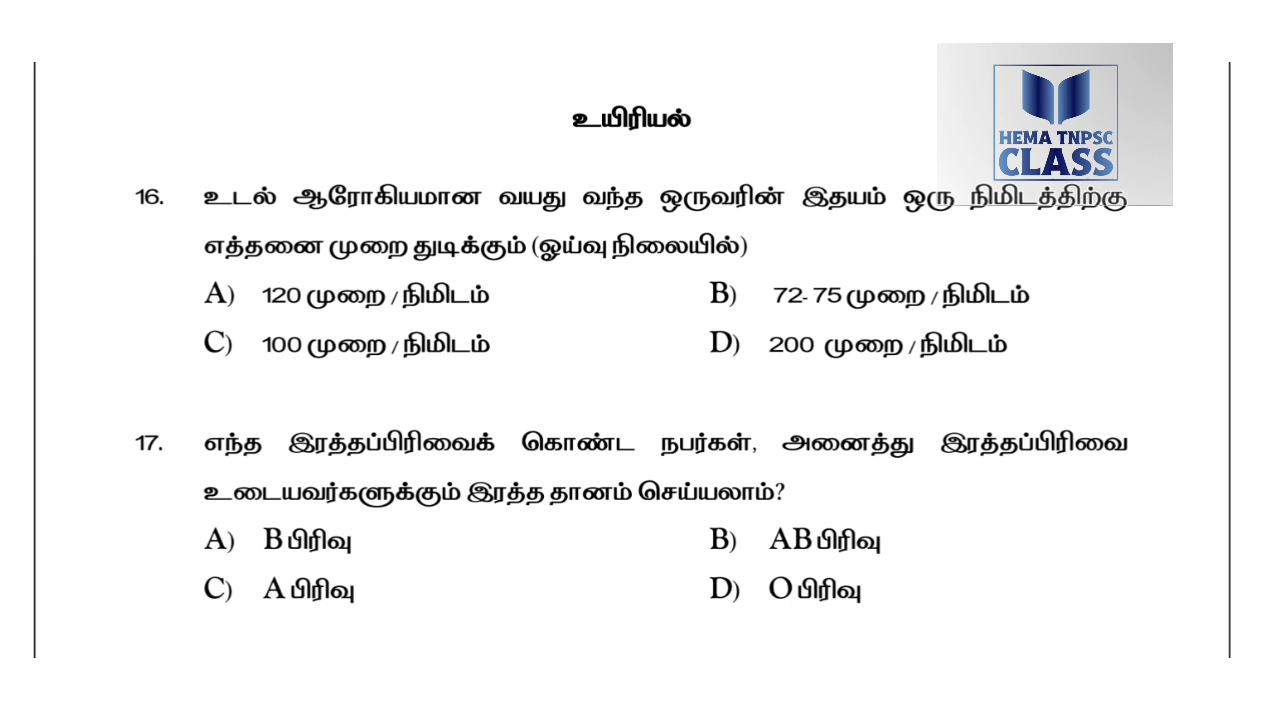 உயிரியல்
HEMA TNPSC
CLASS
16. உடல் ஆரோகியமான வயது வந்த ஒருவரின் இதயம் ஒரு நிமிடத்திற்கு
எத்தனை முறை துடிக்கும் (ஓய்வு நிலையில்)
A) 120 முறை / நிமிடம் B) 72- 75 முறை / நிமிடம்
C) 100 முறை / நிமிடம் D) 200 முறை / நிமிடம்
17. எந்த இரத்தப்பிரிவைக் கொண்ட நபர்கள், அனைத்து இரத்தப்பிரிவை
உடையவர்களுக்கும் இரத்த தானம் செய்யலாம்?
A) B பிரிவு B) AB பிரிவு
C) A பிரிவு D) O பிரிவு